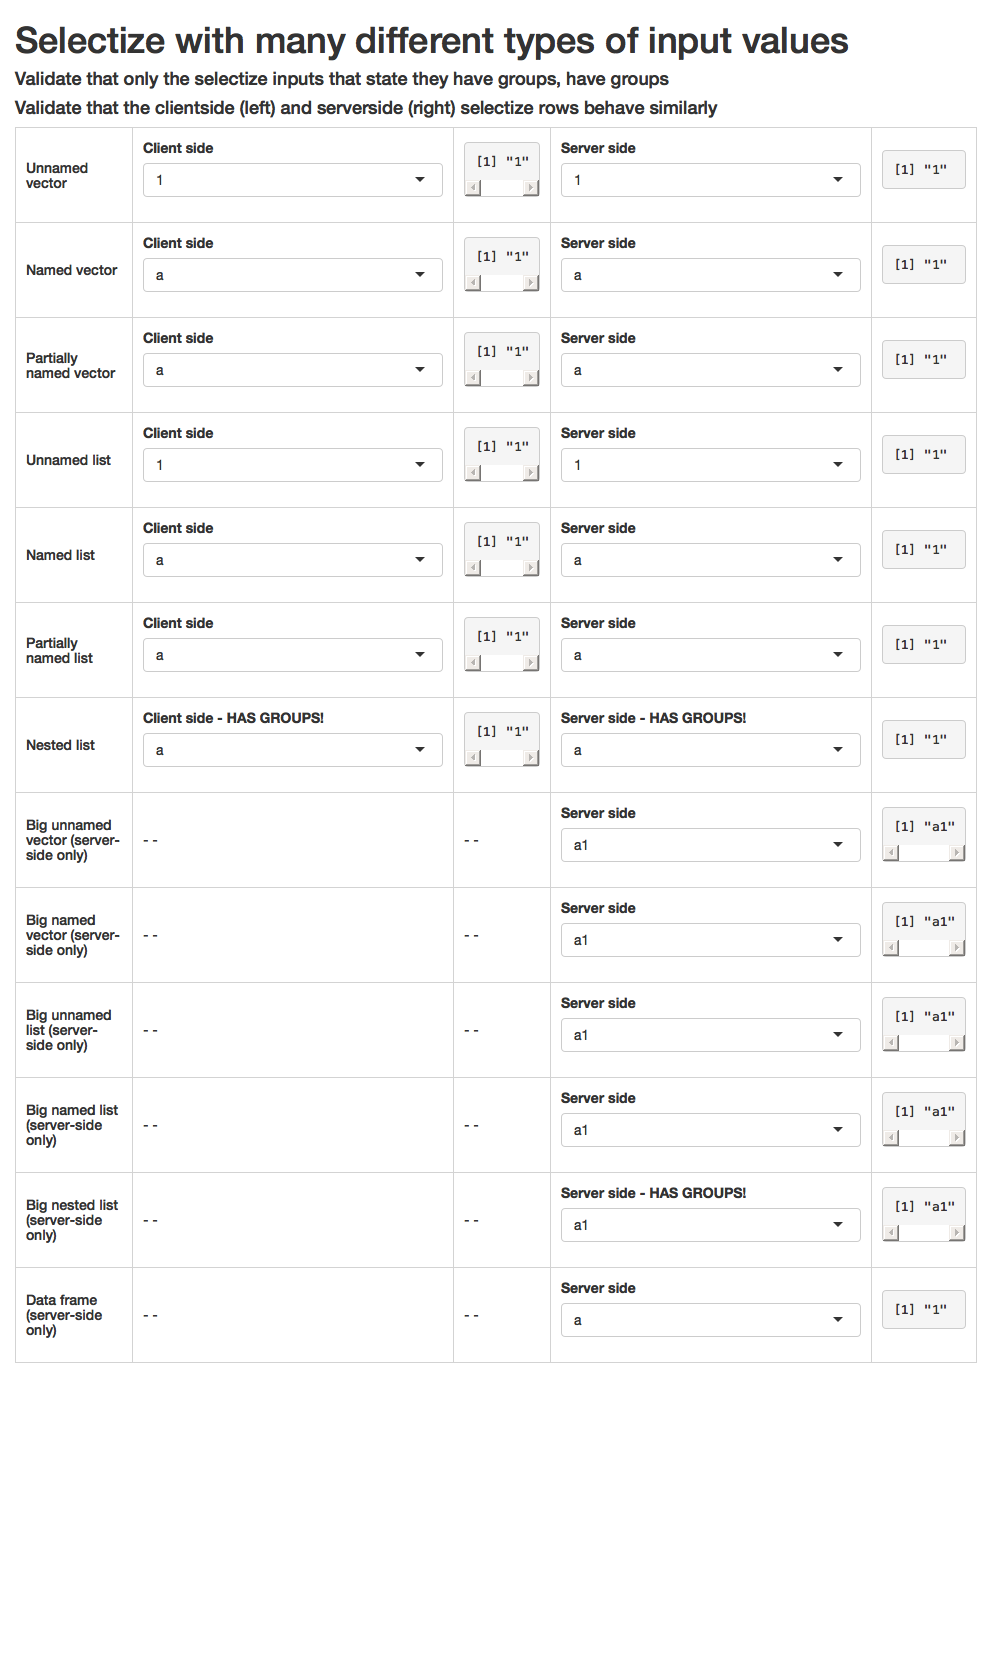 Selectize with many different types of input values
Validate that only the selectize inputs that state they have groups, have groups
Validate that the clientside (left) and serverside (right) selectize rows behave similarly
Unnamed
vector
Client side
1
[1] "1"
Server side
1
[1] "1"
Named vector
Client side
a
[1] "1"
Server side
a
[1] "1"
Partially
named vector
Client side
a
[1] "1"
Server side
a
[1] "1"
Unnamed list
Client side
1
[1] "1"
Server side
1
[1] "1"
Named list
Client side
a
[1] "1"
Server side
a
[1] "1"
Partially
named list
Client side
a
[1] "1"
Server side
a
[1] "1"
Nested list
Client side - HAS GROUPS!
a
[1] "1"
Server side - HAS GROUPS!
a
[1] "1"
Big unnamed
vector (server-
side only)
- -
- -
Server side
a1
[1] "a1"
Big named
vector (server-
side only)
- -
- -
Server side
a1
[1] "a1"
Big unnamed
list (server-
side only)
- -
- -
Server side
a1
[1] "a1"
Big named list
(server-side
only)
- -
- -
Server side
a1
[1] "a1"
Big nested list
(server-side
only)
- -
- -
Server side - HAS GROUPS!
a1
[1] "a1"
Data frame
(server-side
only)
- -
- -
Server side
a
[1] "1"